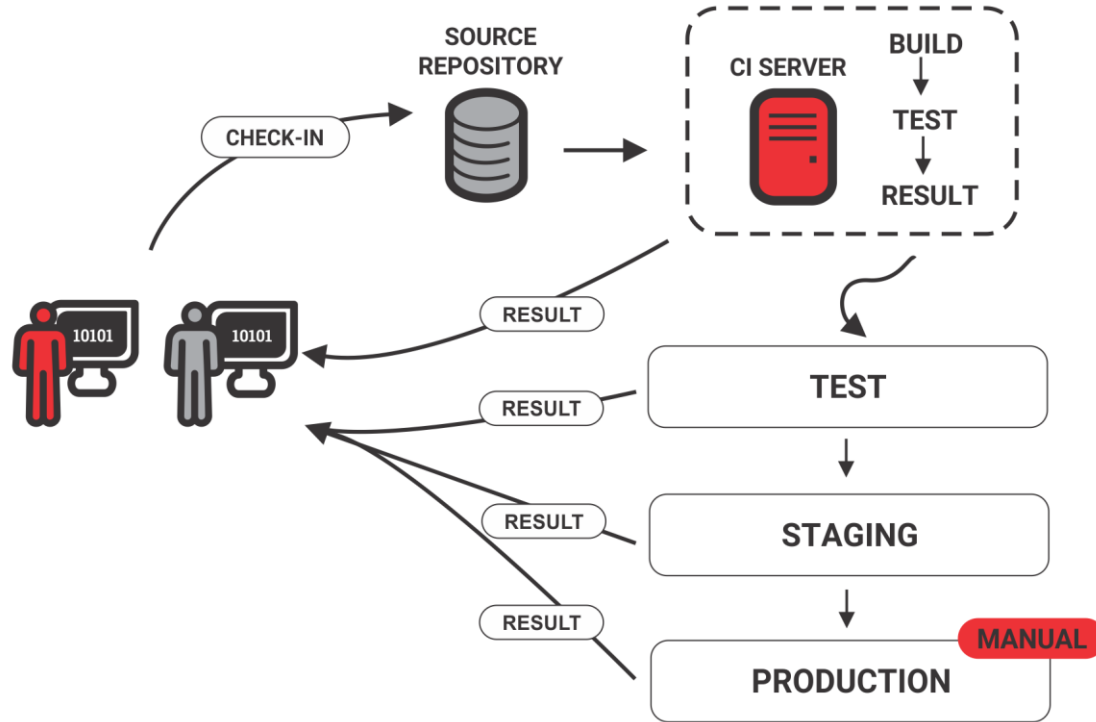 SOURCE
REPOSITORY
CI SERVER
BUILD
TEST
RESULT
CHECK-IN
10101
10101
RESULT
TEST
RESULT
STAGING
RESULT
PRODUCTION
MANUAL
RESULT